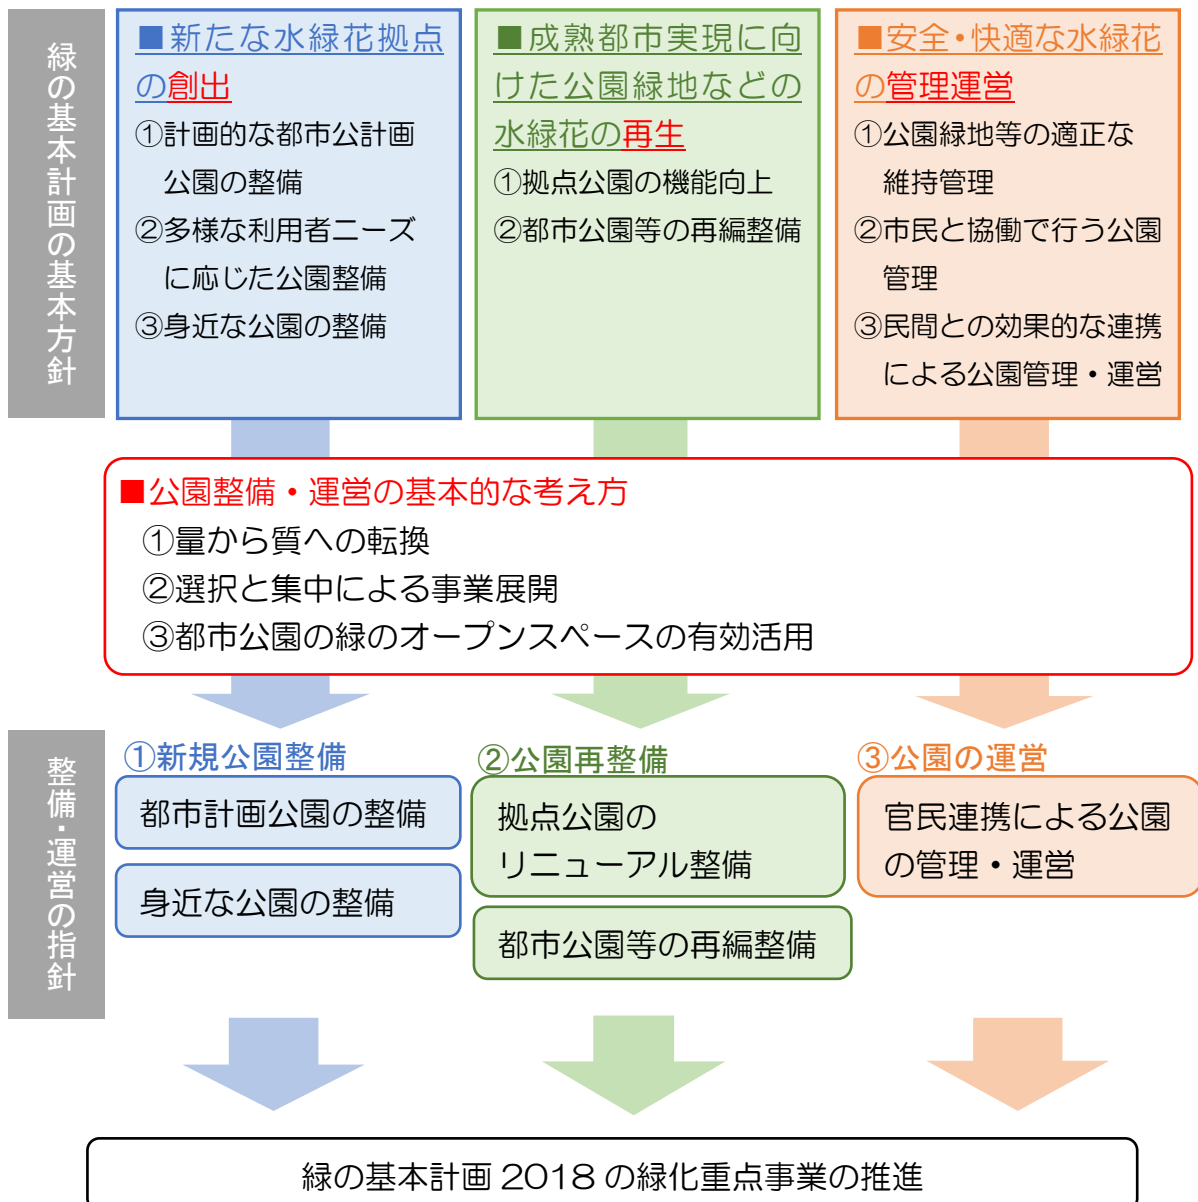 緑の基本計画の基本方針
■新たな水緑花拠点
の創出
①計画的な都市公計画
公園の整備
②多様な利用者ニーズ
に応じた公園整備
③身近な公園の整備
■成熟都市実現に向
けた公園緑地などの
水緑花の再生
①拠点公園の機能向上
②都市公園等の再編整備
■安全・快適な水緑花
の管理運営
①公園緑地等の適正な
維持管理
②市民と協働で行う公園
管理
③民間との効果的な連携
による公園管理・運営
■公園整備・運営の基本的な考え方
①量から質への転換
②選択と集中による事業展開
③都市公園の緑のオープンスペースの有効活用
整備・運営の指針
①新規公園整備
都市計画公園の整備
身近な公園の整備
②公園再整備
拠点公園の
リニューアル整備
都市公園等の再編整備
③公園の運営
官民連携による公園
の管理・運営
緑の基本計画 2018 の緑化重点事業の推進